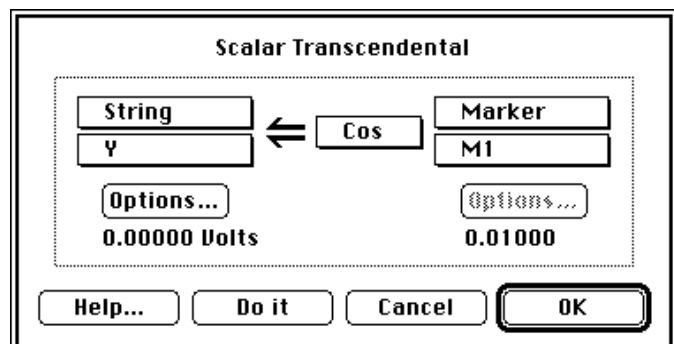 Scalar Transcendental
String Marker
Cos
Y M1
Options... Options...
0.00000 Volts 0.01000
Help... Do it Cancel OK